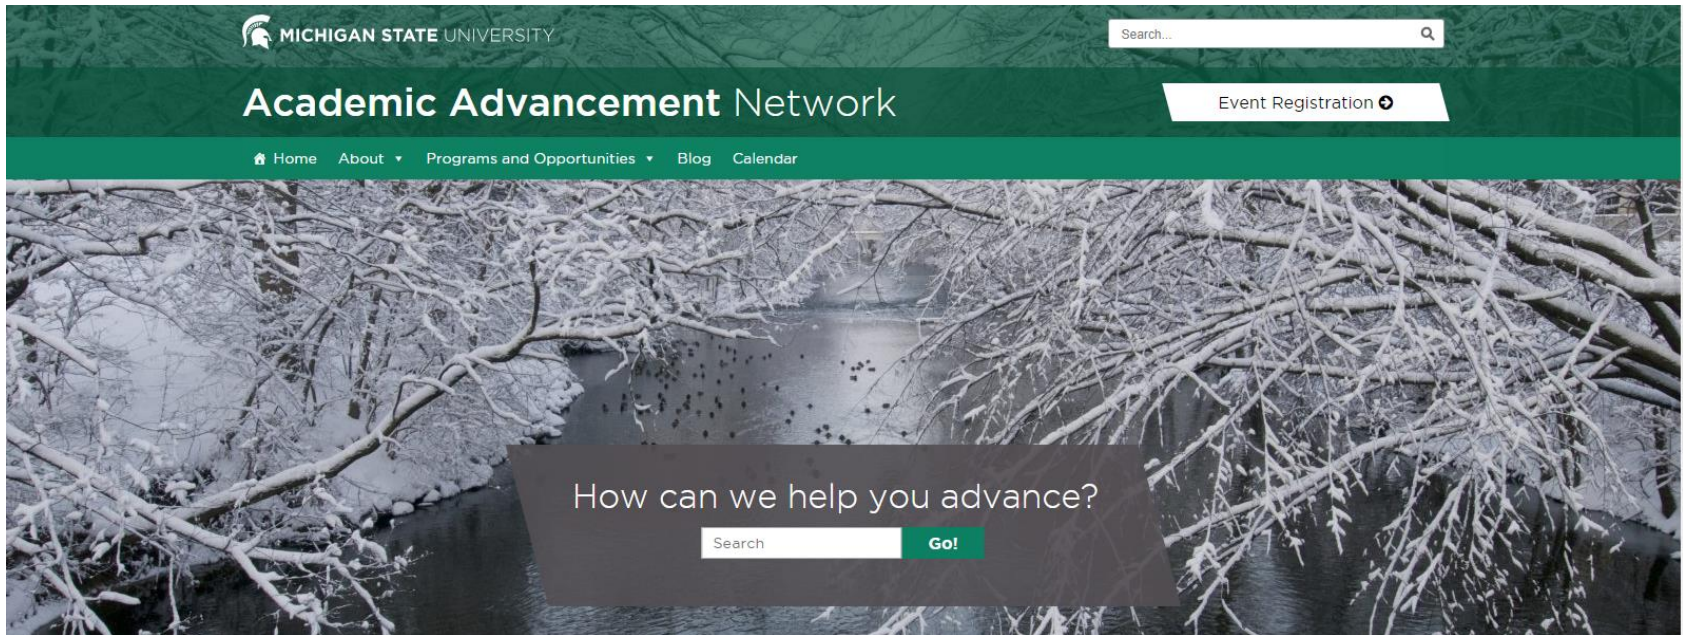 MICHIGAN STATE UNIVERSITY
Search...
Academic Advancement Network
Event Registration
Home About Programs and Opportunities Blog Calendar
How can we help you advance?
Search Go!